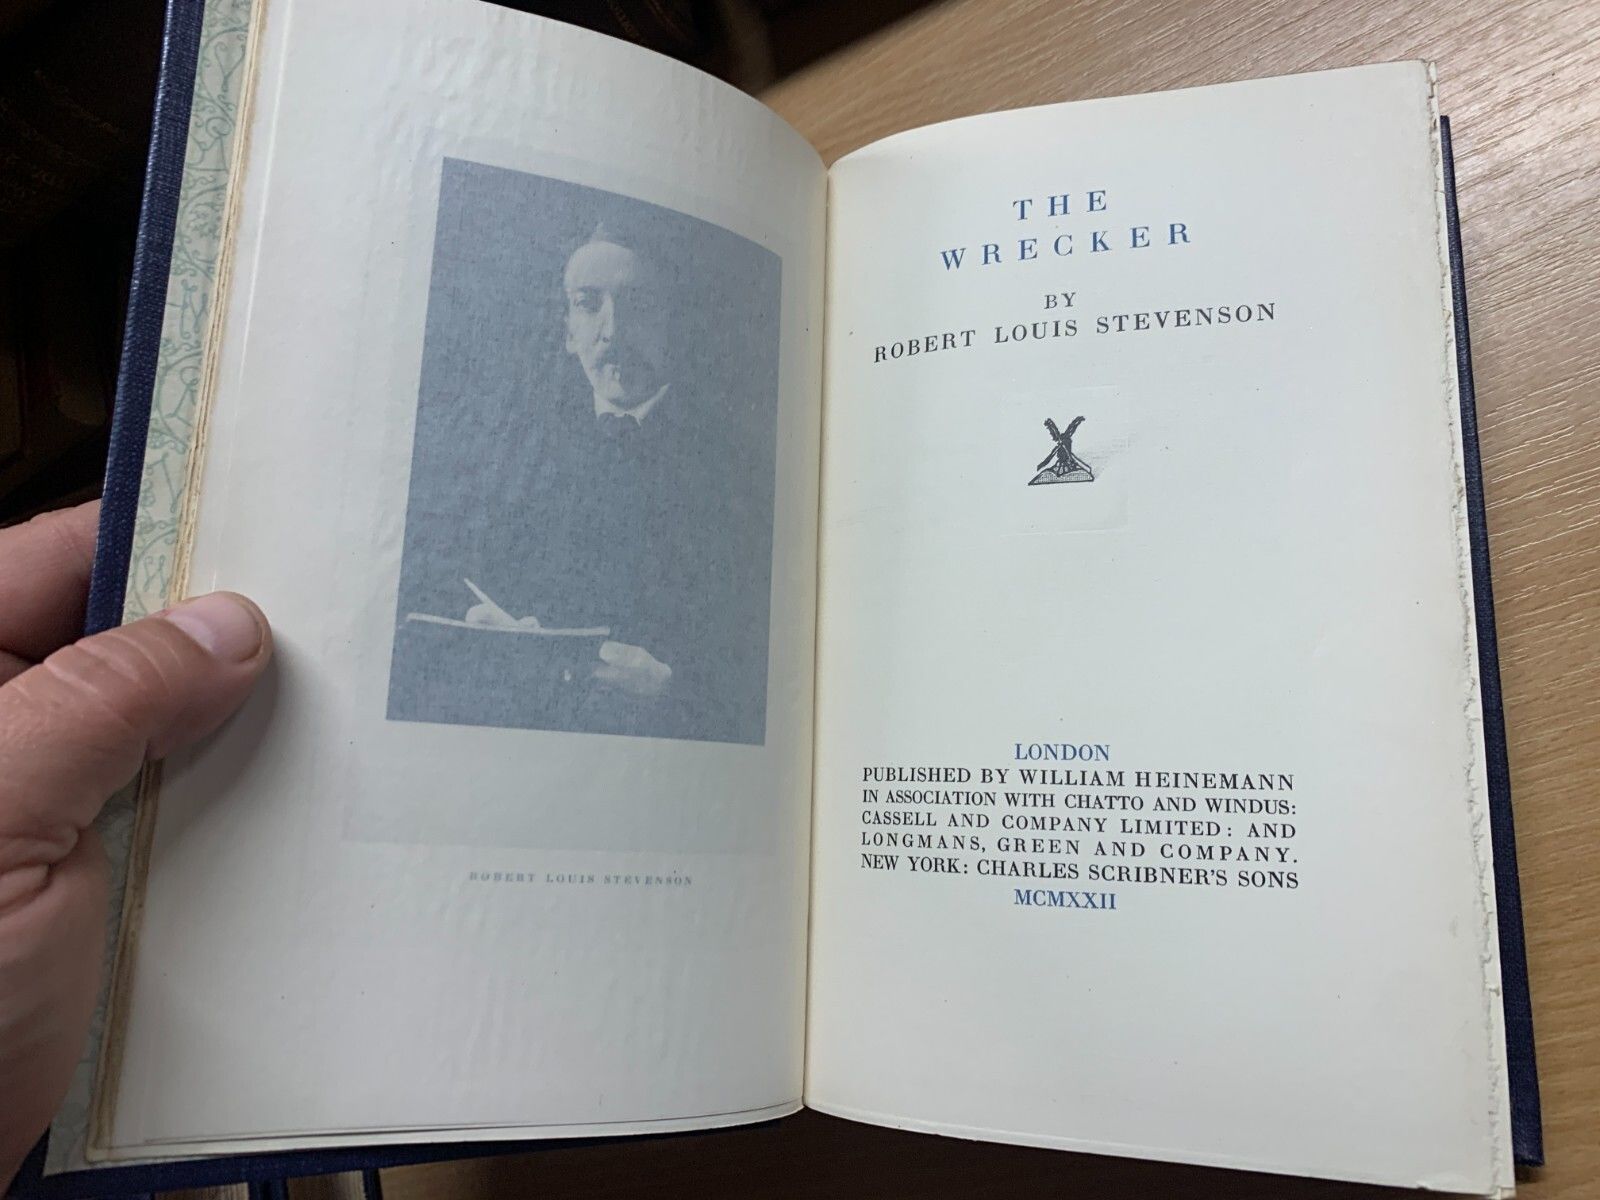 ROBERT LOUIS STEVENSON
THE
WRECKER
BY
ROBERT LOUIS STEVENSON
LONDON
PUBLISHED BY WILLIAM HEINEMANN
IN ASSOCIATION WITH CHATTO AND WINDUS:
CASSELL AND COMPANY LIMITED: AND
LONGMANS, GREEN AND COMPANY.
NEW YORK: CHARLES SCRIBNER'S SONS
MCMXXII